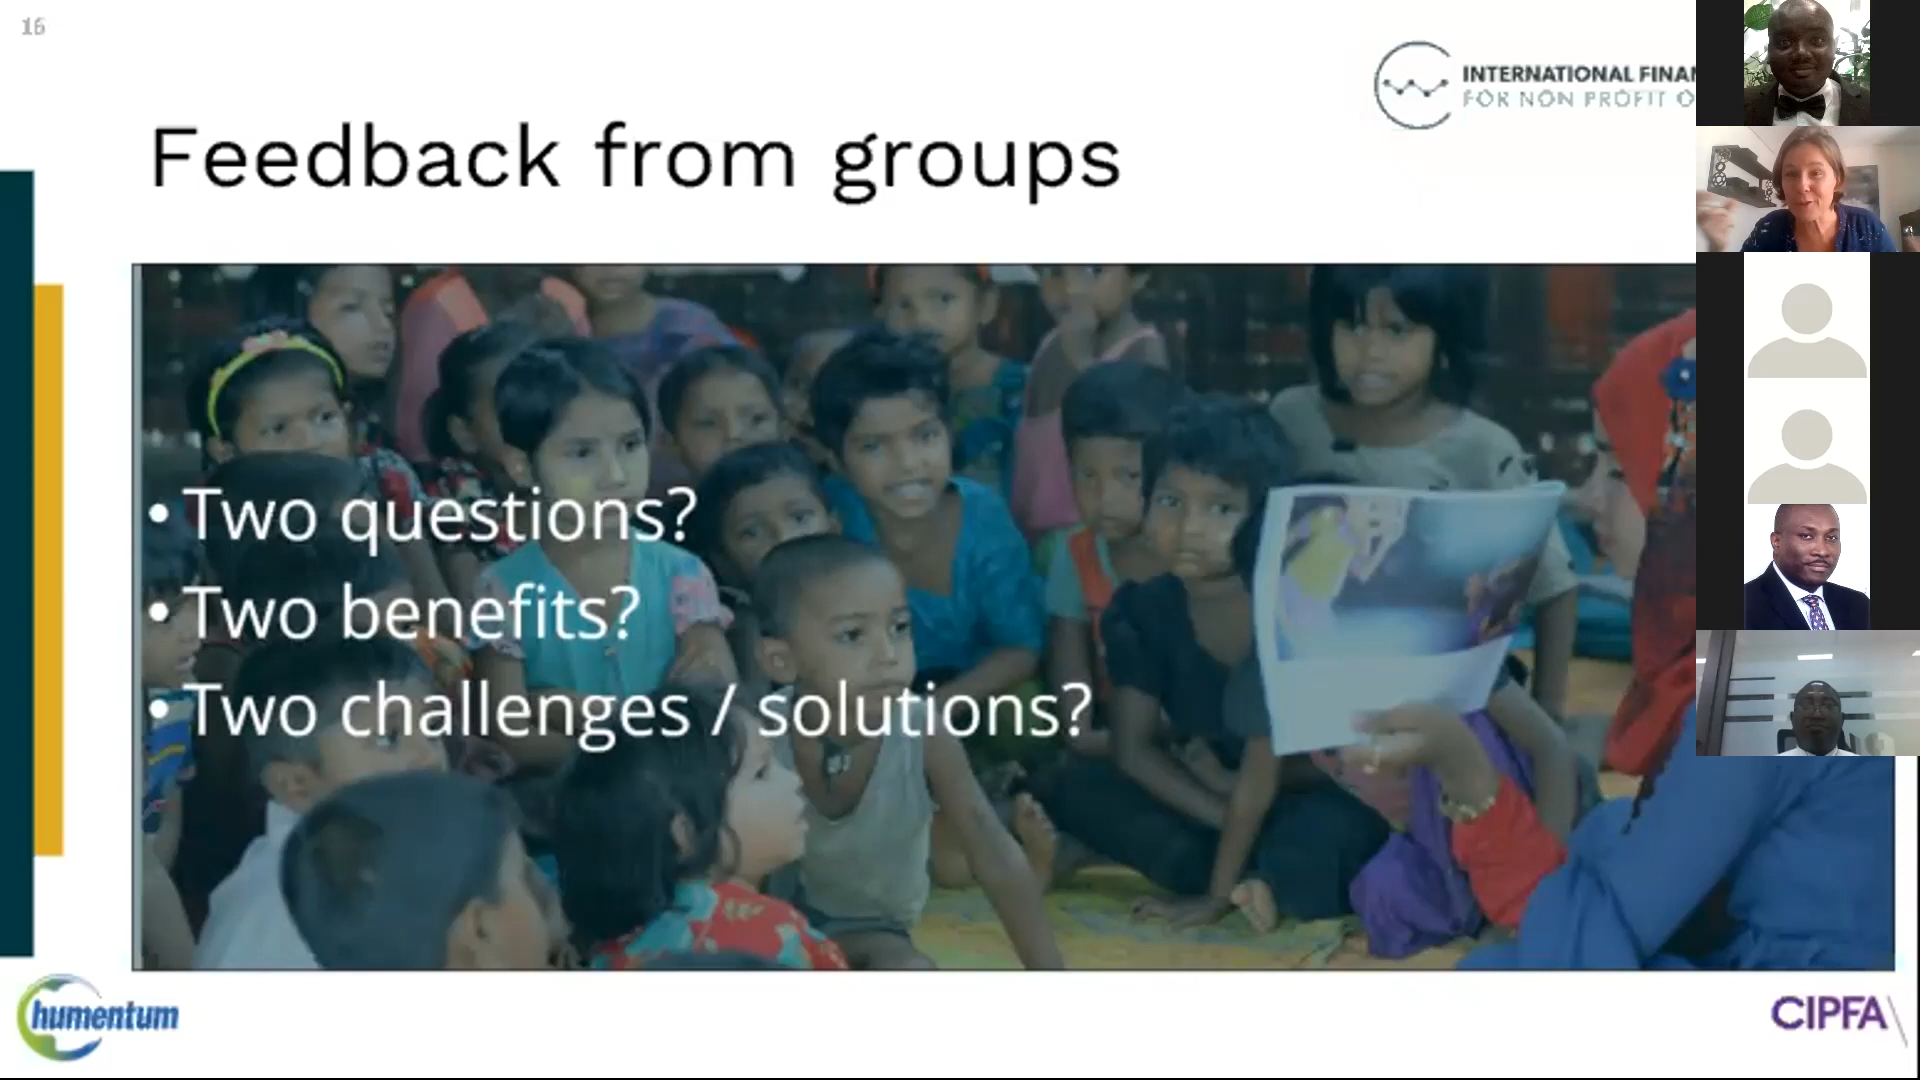 16
INTERNATIONAL FINAN
FOR NON PROFIT O
Feedback from groups
• Two questions?
• Two benefits?
• Two challenges / solutions?
humentum
CIPFA